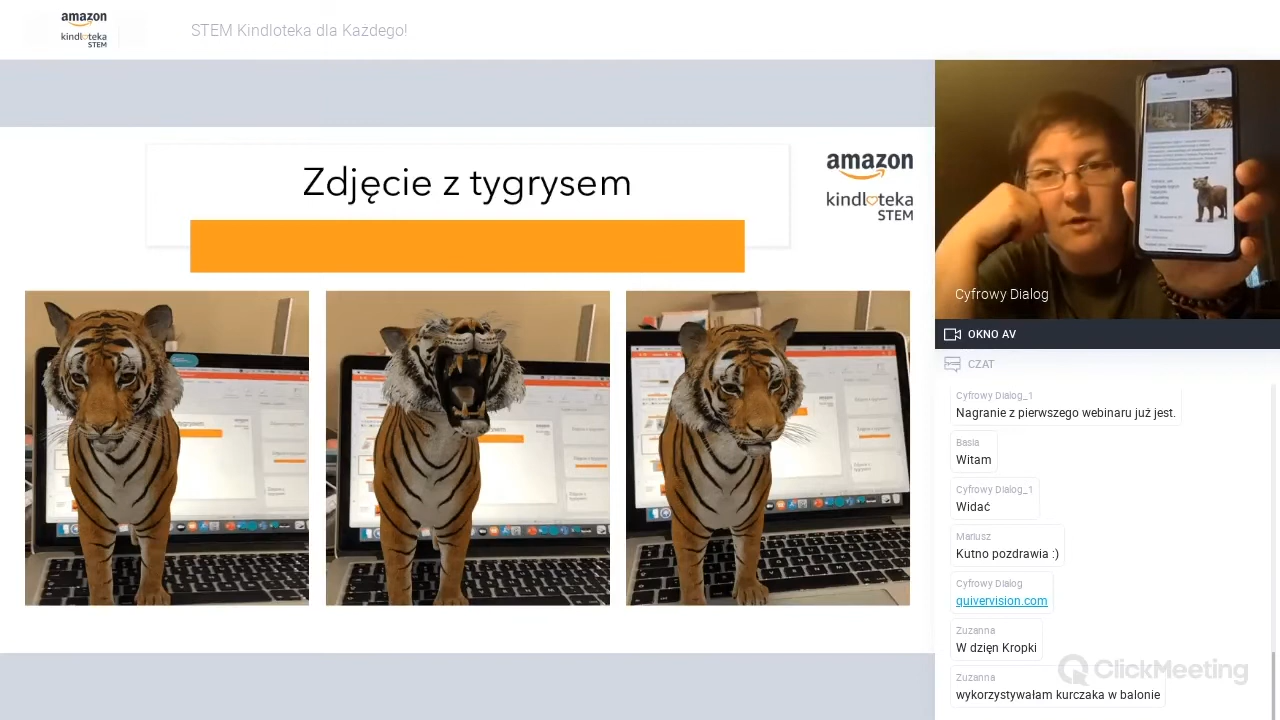 amazon
kindloteka
STEM
STEM Kindloteka dla Każdego!
Zdjęcie z tygrysem
amazon
kindloteka
STEM
Cyfrowy Dialog
OKNO AV
CZAT
Cyfrowy Dialog_1
Nagranie z pierwszego webinaru już jest.
Basia
Witam
Cyfrowy Dialog_1
Widać
Mariusz
Kutno pozdrawia :)
Cyfrowy Dialog
quivervision.com
Zuzanna
W dzięn Kropki
Zuzanna
wykorzystywałam kurczaka w balonie
ClickMeeting